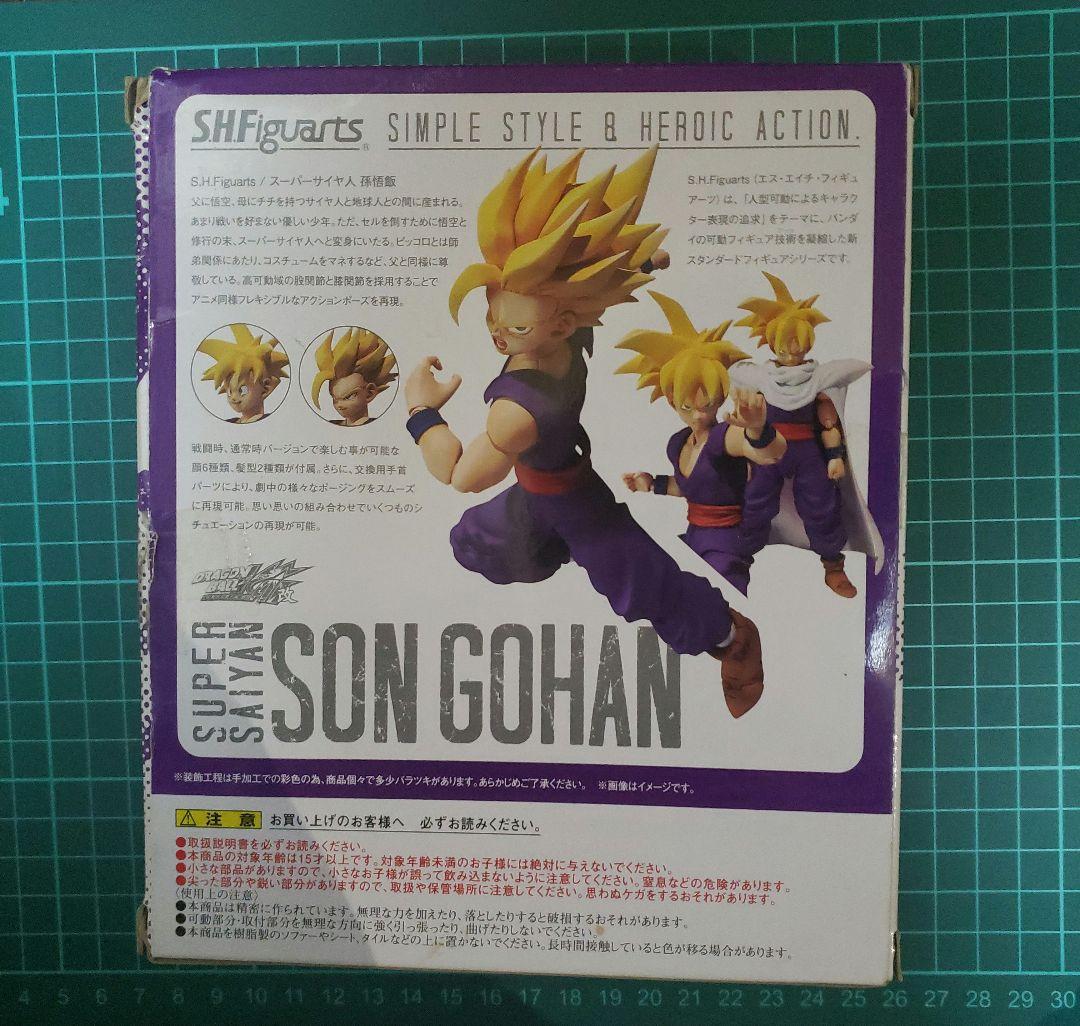 S.H.Figuarts® SIMPLE STYLE & HEROIC ACTION.
S.H.Figuarts / スーパーサイヤ人 孫悟飯
父に悟空、母にチチを持つサイヤ人と地球人との間に産まれる。
あまり戦いを好まない優しい少年。ただ、セルを倒すために悟空と
修行の末、スーパーサイヤ人へと変身にいたる。ピッコロとは師
弟関係にあたり、コスチュームをマネするなど、父と同様に尊
敬している。高可動域の股関節と膝関節を採用することで
アニメ同様フレキシブルなアクションポーズを再現。
S.H.Figuarts (エス・エイチ・フィギュ
アーツ) は、「人型可動によるキャラク
ター表現の追求」をテーマに、バンダ
イの可動フィギュア技術を凝縮した新
スタンダードフィギュアシリーズです。
戦闘時、通常時バージョンで楽しむ事が可能な
顔6種類、髪型2種類が付属。さらに、交換用手首
パーツにより、劇中の様々なポージングをスムーズ
に再現可能。思い思いの組み合わせでいくつものシ
チュエーションの再現が可能。
DRAGON
BALL 改
SUPER
SAIYAN
SON GOHAN
※装飾工程は手加工での彩色の為、商品個々で多少バラツキがあります。あらかじめご了承ください。 ※画像はイメージです。
⚠ 注 意 お買い上げのお客様へ 必ずお読みください。
●取扱説明書を必ずお読みください。
●本商品の対象年齢は15才以上です。対象年齢未満のお子様には絶対に与えないでください。
●小さな部品がありますので、小さなお子様が誤って飲み込まないように注意してください。窒息などの危険があります。
●尖った部分や鋭い部分がありますので、取扱や保管場所に注意してください。思わぬケガをするおそれがあります。
〈使用上の注意〉
●本商品は精密に作られています。無理な力を加えたり、落としたりすると破損するおそれがあります。
●可動部分・取付部分を無理な方向に強く引っ張ったり、曲げたりしないでください。
●本商品を樹脂製のソファーやシート、タイルなどの上に置かないでください。長時間接触していると色が移る場合があります。
4 5 6 7 8 9 10 11 12 13 14 15 16 17 18 19 20 21 22 23 24 25 26 27 28 29 30